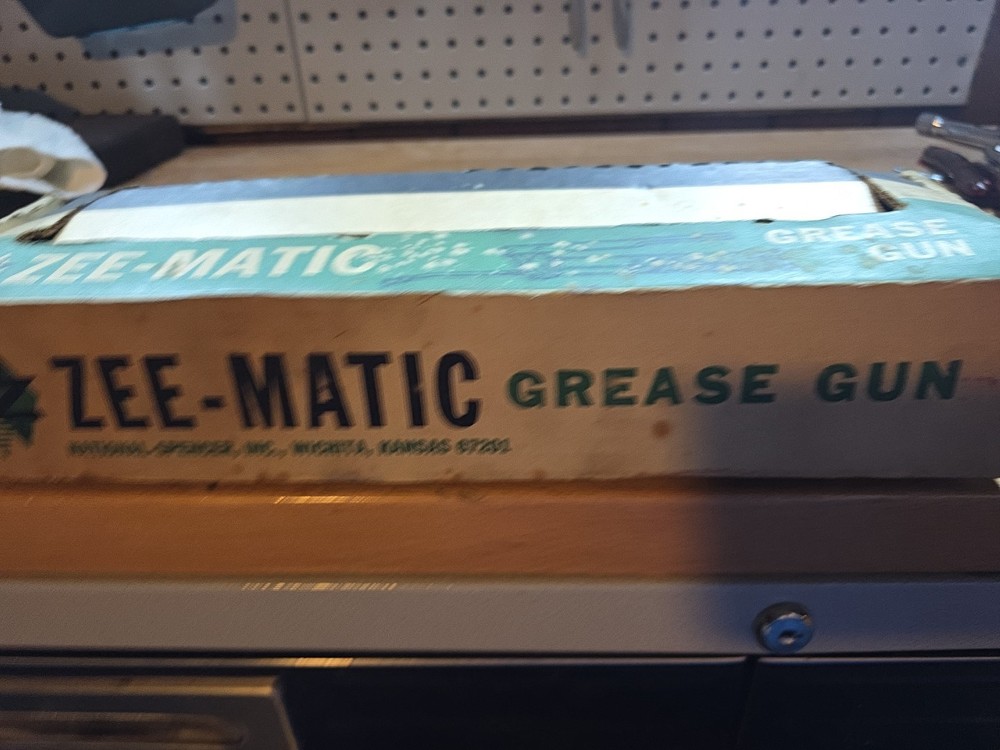 ZEE-MATIC
GREASE
GUN
ZEE-MATIC GREASE GUN
NATIONAL-SPENCER, INC., WICHITA, KANSAS 67201